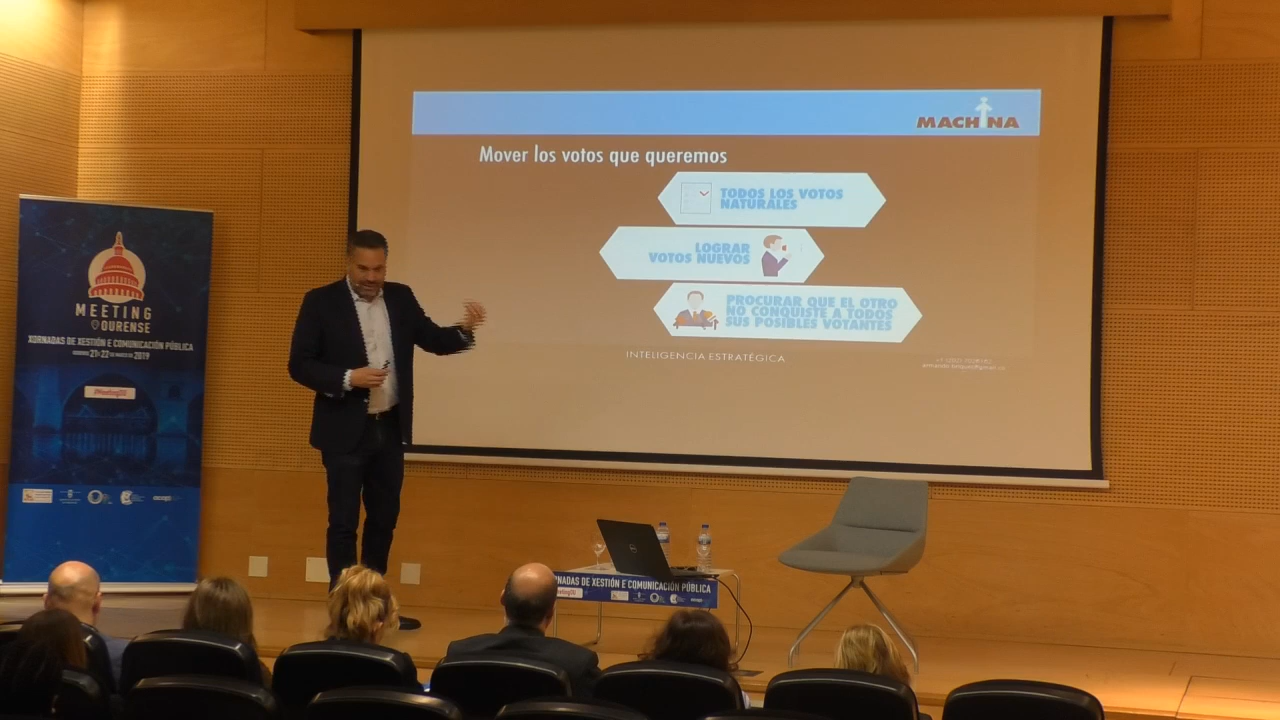 MACHINA
Mover los votos que queremos
TODOS LOS VOTOS
NATURALES
LOGRAR
VOTOS NUEVOS
PROCURAR QUE EL OTRO
NO CONQUISTE A TODOS
SUS POSIBLES VOTANTES
INTELIGENCIA ESTRATÉGICA
MEETING
OURENSE
XORNADAS DE XESTIÓN E COMUNICACIÓN PÚBLICA
2019
#MeetingOU
XORNADAS DE XESTIÓN E COMUNICACIÓN PÚBLICA